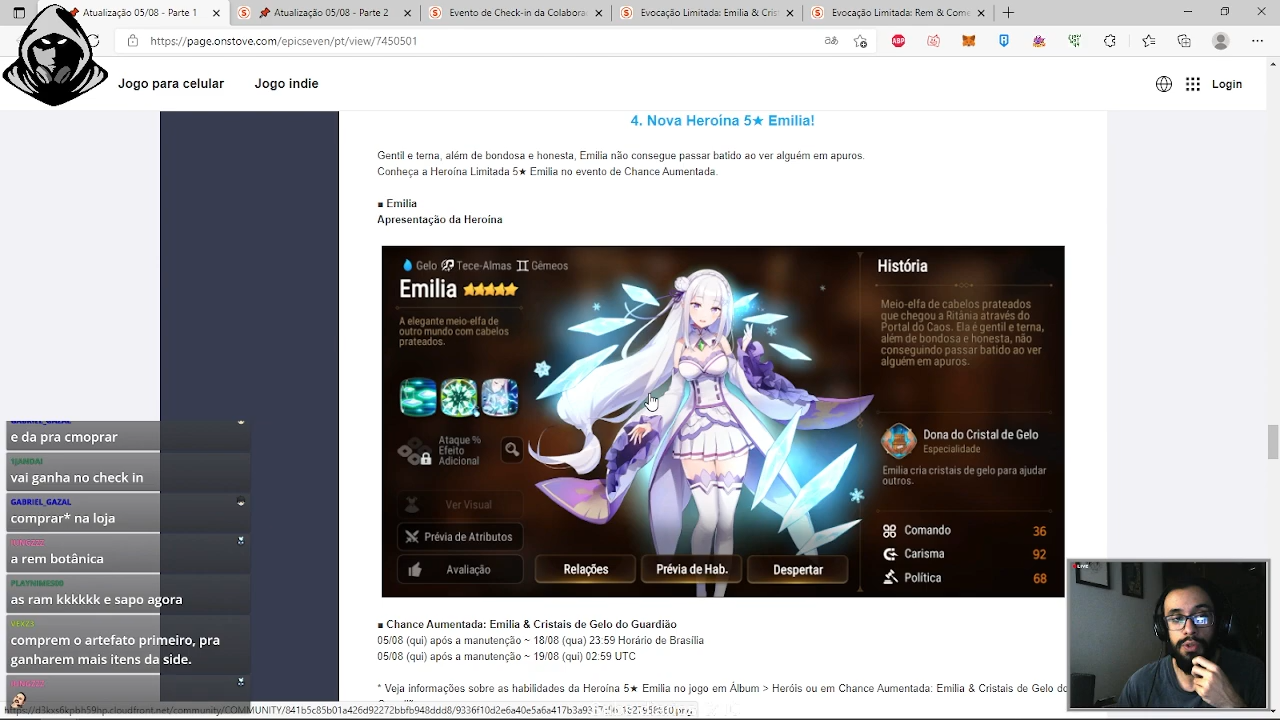 Atualização 05/08 - Parte 1
Atualização 05/08 - Parte 2
Evento de Check-in da Colabora
Evocação Limitada: Emilia &
Evocação Limitada: Rem & Come
https://page.onstove.com/epicseven/pt/view/7450501
ABP
Jogo para celular
Jogo indie
Login
4. Nova Heroína 5★ Emilia!
Gentil e terna, além de bondosa e honesta, Emilia não consegue passar batido ao ver alguém em apuros.
Conheça a Heroína Limitada 5★ Emilia no evento de Chance Aumentada.
■ Emilia
Apresentação da Heroína
Gelo Tece-Almas Gêmeos
Emilia
A elegante meio-elfa de
outro mundo com cabelos
prateados.
Ataque %
Efeito
Adicional
Ver Visual
Prévia de Atributos
Avaliação
Relações
Prévia de Hab.
Despertar
História
Meio-elfa de cabelos prateados
que chegou a Ritânia através do
Portal do Caos. Ela é gentil e terna,
além de bondosa e honesta, não
conseguindo passar batido ao ver
alguém em apuros.
Dona do Cristal de Gelo
Especialidade
Emilia cria cristais de gelo para ajudar
outros.
Comando 36
Carisma 92
Política 68
■ Chance Aumentada: Emilia & Cristais de Gelo do Guardião
05/08 (qui) após a manutenção ~ 18/08 (qua) 23:59 Horário de Brasília
05/08 (qui) após a manutenção ~ 19/08 (qui) 02:59 UTC
* Veja informações sobre as habilidades da Heroína 5★ Emilia no jogo em Álbum > Heróis ou em Chance Aumentada: Emilia & Cristais de Gelo do
GABRIEL_GAZAL
e da pra cmoprar
1JANDAI
vai ganha no check in
GABRIEL_GAZAL
comprar* na loja
a rem botânica
as ram kkkkkk e sapo agora
comprem o artefato primeiro, pra
ganharem mais itens da side.
LIVE